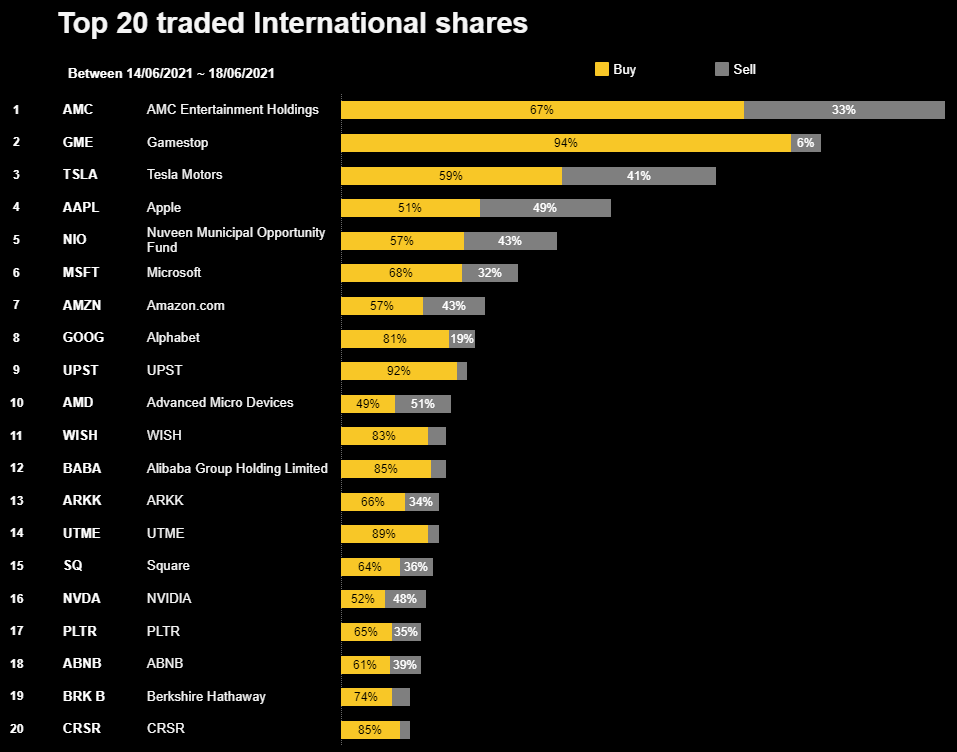 Top 20 traded International shares
Between 14/06/2021 ~ 18/06/2021 Buy Sell
1 AMC AMC Entertainment Holdings 67% 33%
2 GME Gamestop 94% 6%
3 TSLA Tesla Motors 59% 41%
4 AAPL Apple 51% 49%
5 NIO Nuveen Municipal Opportunity
Fund 57% 43%
6 MSFT Microsoft 68% 32%
7 AMZN Amazon.com 57% 43%
8 GOOG Alphabet 81% 19%
9 UPST UPST 92%
10 AMD Advanced Micro Devices 49% 51%
11 WISH WISH 83%
12 BABA Alibaba Group Holding Limited 85%
13 ARKK ARKK 66% 34%
14 UTME UTME 89%
15 SQ Square 64% 36%
16 NVDA NVIDIA 52% 48%
17 PLTR PLTR 65% 35%
18 ABNB ABNB 61% 39%
19 BRK B Berkshire Hathaway 74%
20 CRSR CRSR 85%